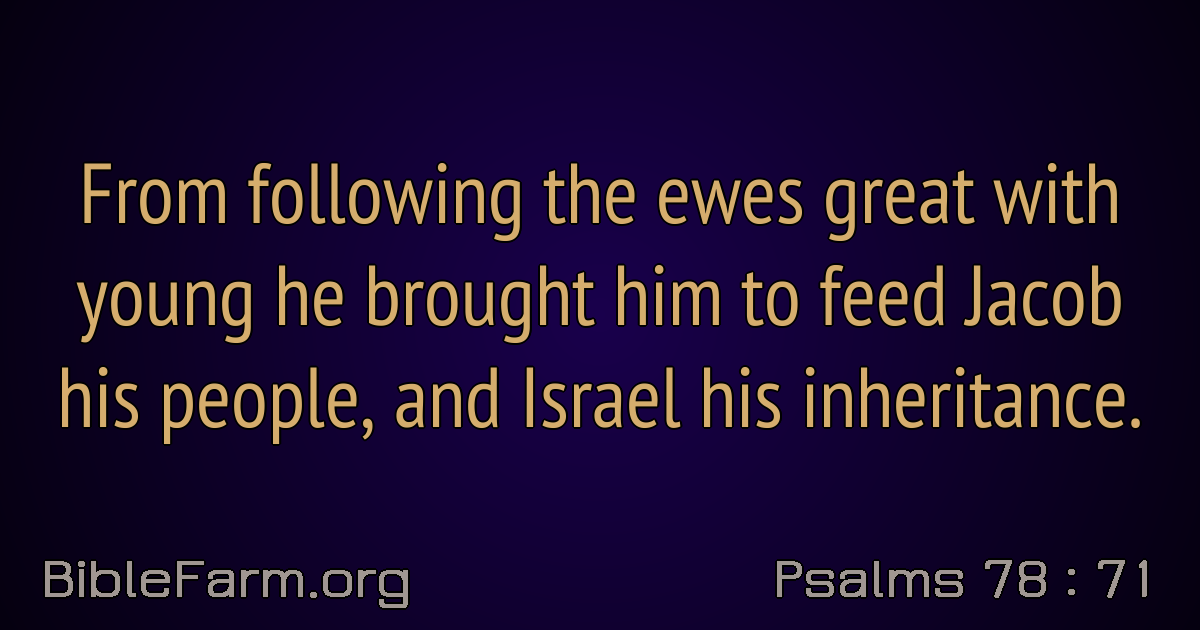 From following the ewes great with
young he brought him to feed Jacob
his people, and Israel his inheritance.
BibleFarm.org
Psalms 78 : 71